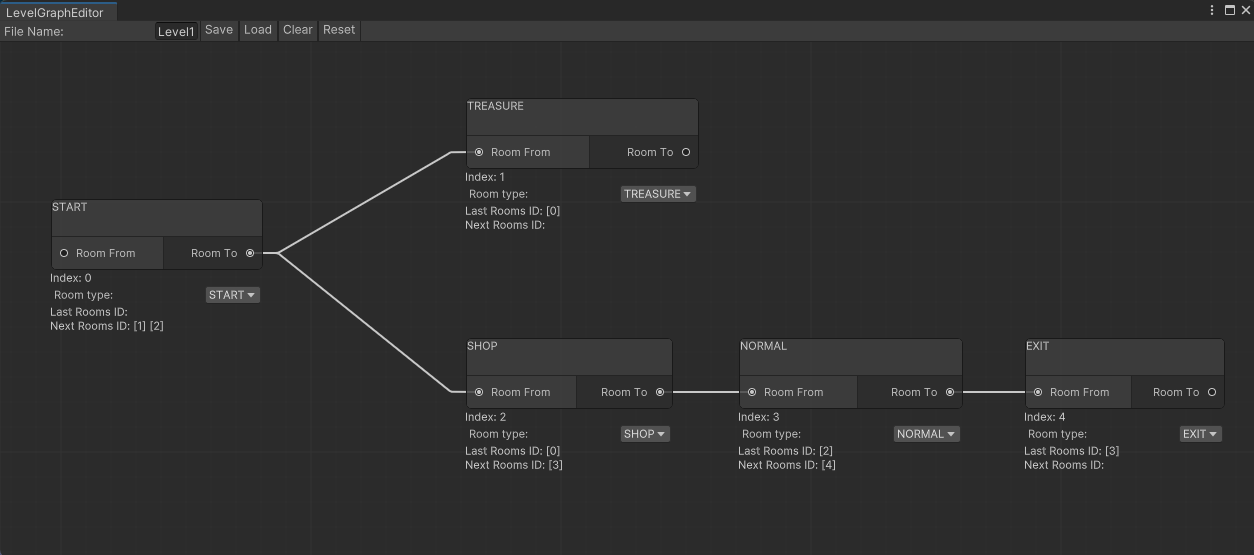 LevelGraphEditor
File Name: Level1 Save Load Clear Reset
TREASURE
Room From Room To
Index: 1
Room type: TREASURE
Last Rooms ID: [0]
Next Rooms ID:
START
Room From Room To
Index: 0
Room type: START
Last Rooms ID:
Next Rooms ID: [1] [2]
SHOP
Room From Room To
Index: 2
Room type: SHOP
Last Rooms ID: [0]
Next Rooms ID: [3]
NORMAL
Room From Room To
Index: 3
Room type: NORMAL
Last Rooms ID: [2]
Next Rooms ID: [4]
EXIT
Room From Room To
Index: 4
Room type: EXIT
Last Rooms ID: [3]
Next Rooms ID: